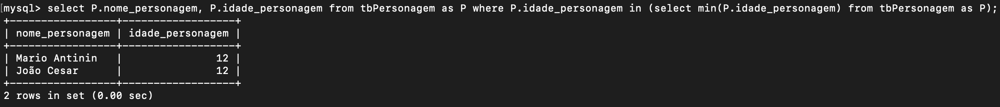 mysql> select P.nome_personagem, P.idade_personagem from tbPersonagem as P where P.idade_personagem in (select min(P.idade_personagem) from tbPersonagem as P);
+-----------------+------------------+
| nome_personagem | idade_personagem |
+-----------------+------------------+
| Mario Antinin   |               12 |
| João Cesar      |               12 |
+-----------------+------------------+
2 rows in set (0.00 sec)